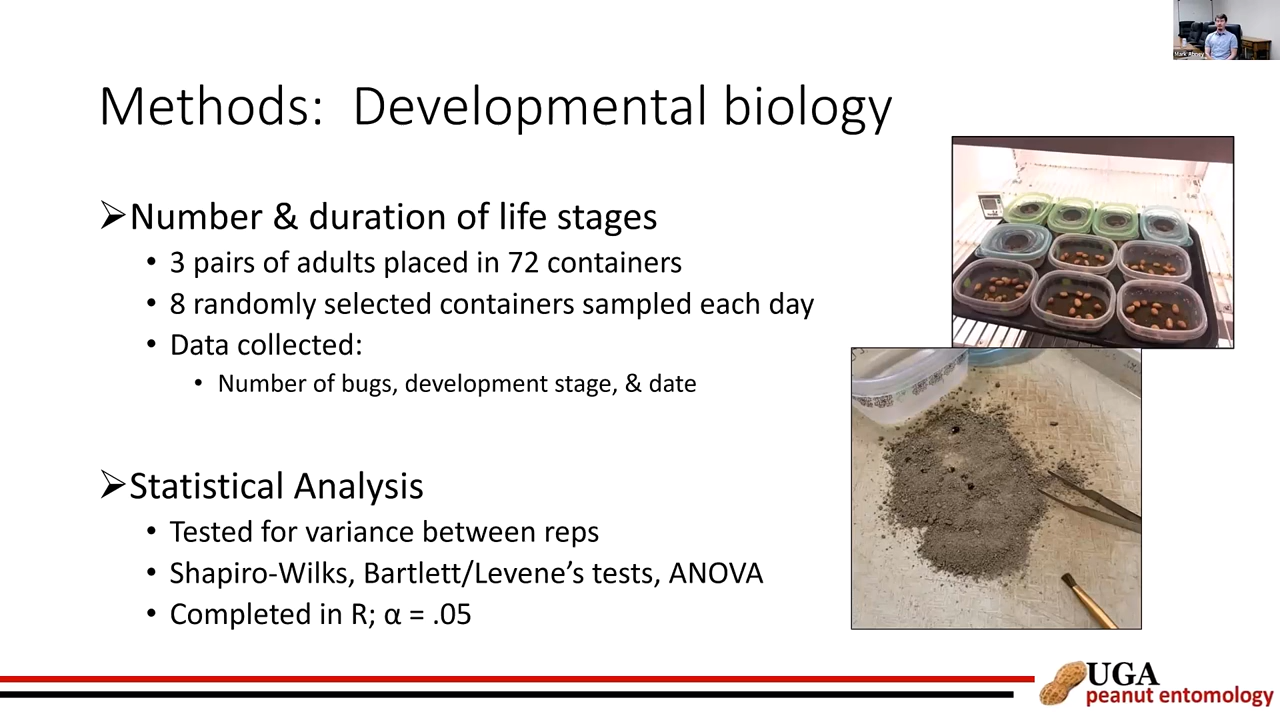 Mark Abney
Methods: Developmental biology
➢Number & duration of life stages
• 3 pairs of adults placed in 72 containers
• 8 randomly selected containers sampled each day
• Data collected:
• Number of bugs, development stage, & date
➢Statistical Analysis
• Tested for variance between reps
• Shapiro-Wilks, Bartlett/Levene’s tests, ANOVA
• Completed in R; α = .05
UGA
peanut entomology